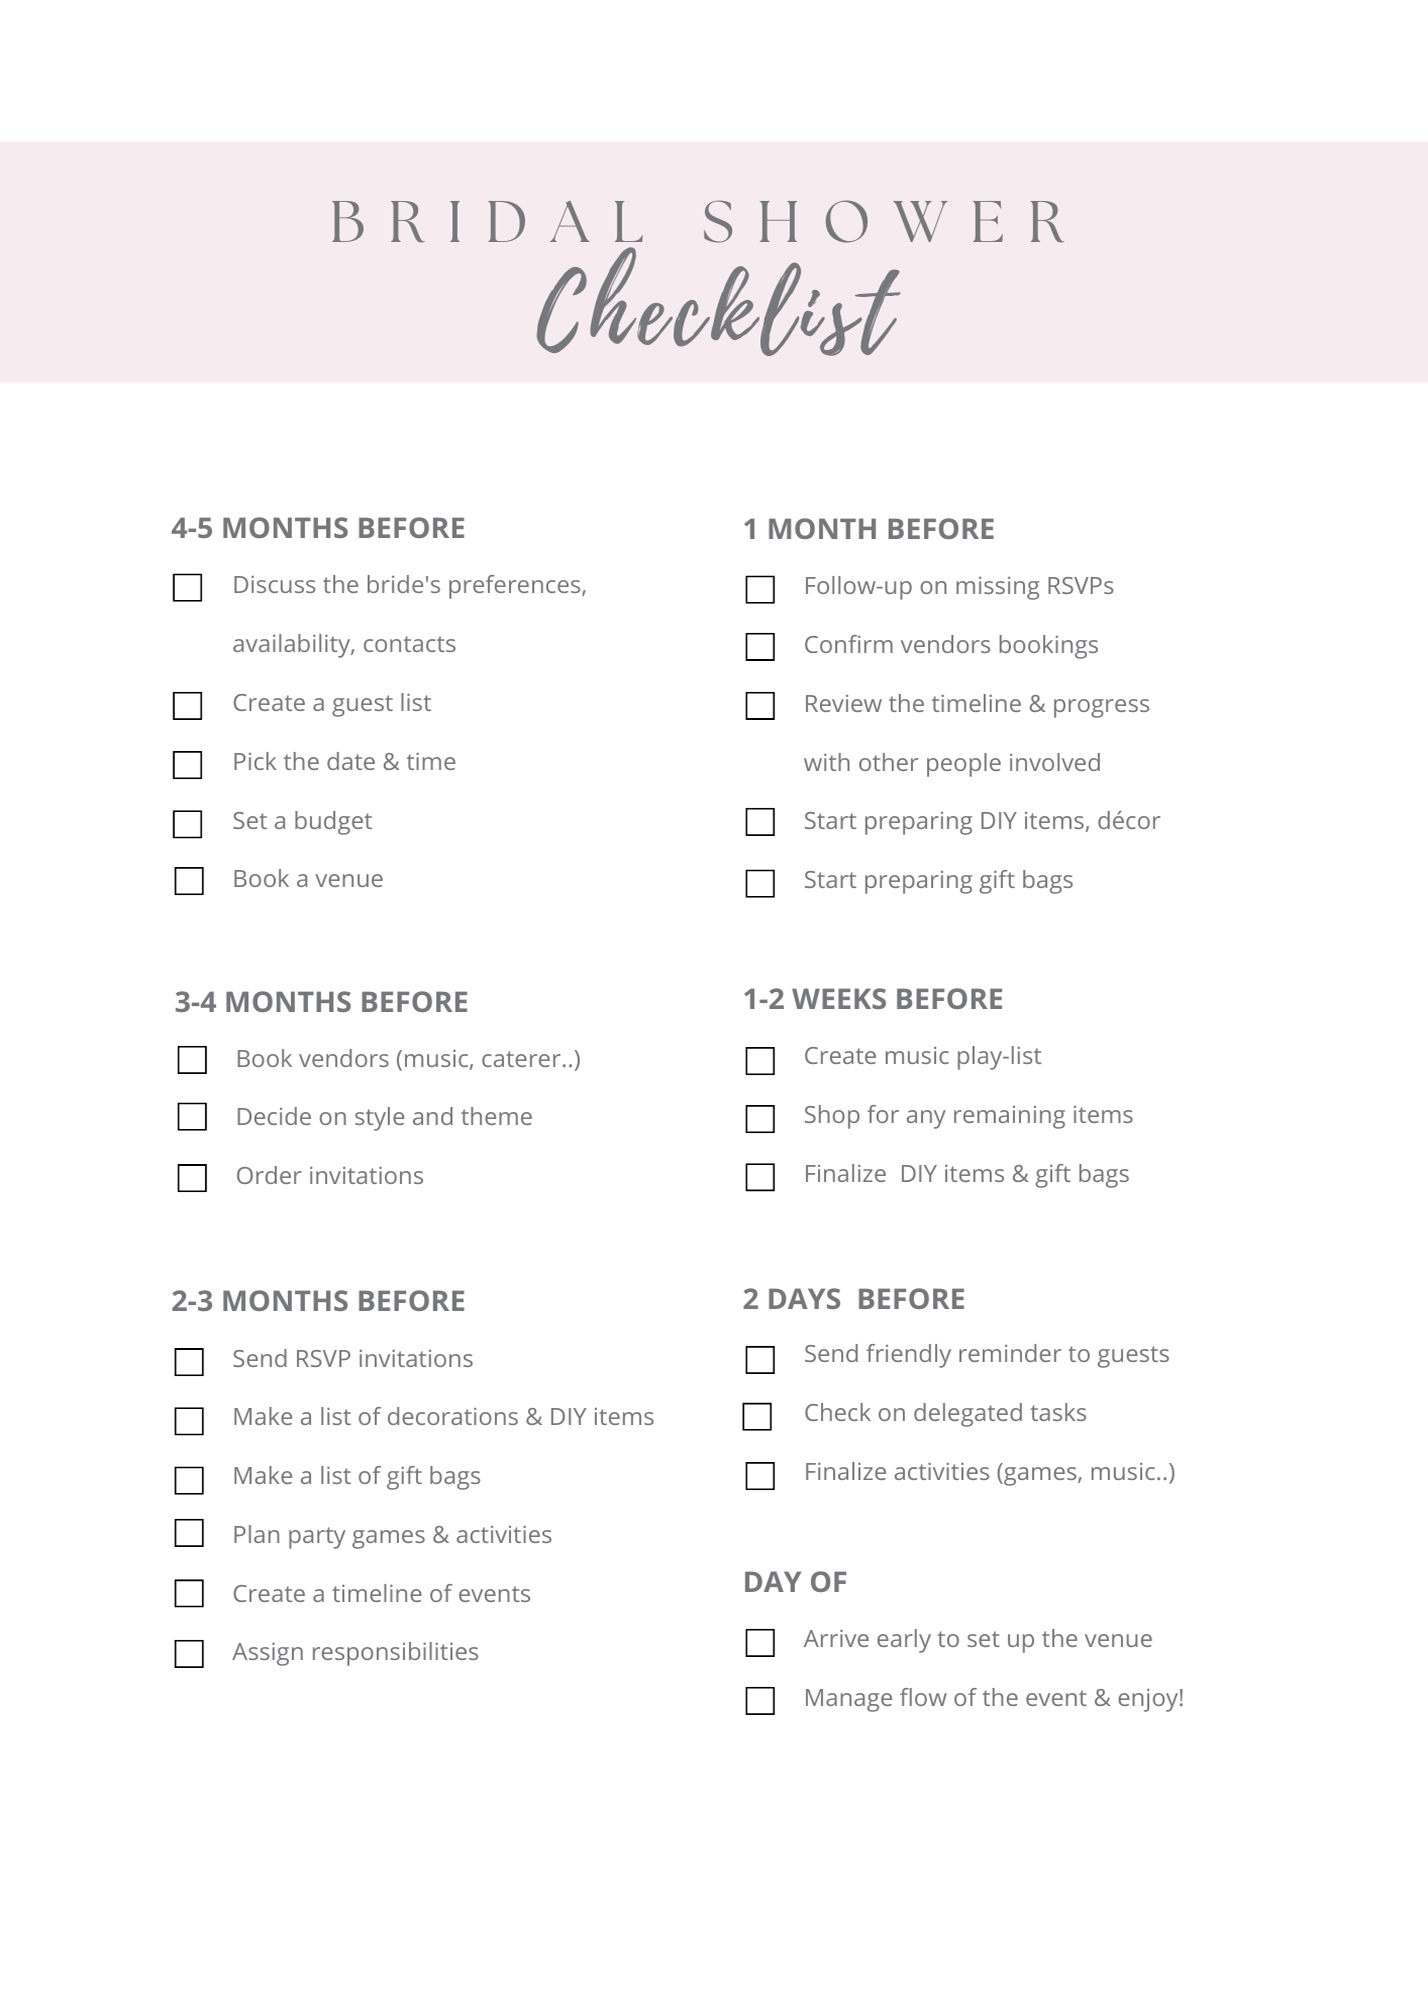 BRIDAL SHOWER
Checklist
4-5 MONTHS BEFORE
Discuss the bride's preferences,
availability, contacts
Create a guest list
Pick the date & time
Set a budget
Book a venue
3-4 MONTHS BEFORE
Book vendors (music, caterer..)
Decide on style and theme
Order invitations
2-3 MONTHS BEFORE
Send RSVP invitations
Make a list of decorations & DIY items
Make a list of gift bags
Plan party games & activities
Create a timeline of events
Assign responsibilities
1 MONTH BEFORE
Follow-up on missing RSVPs
Confirm vendors bookings
Review the timeline & progress
with other people involved
Start preparing DIY items, décor
Start preparing gift bags
1-2 WEEKS BEFORE
Create music play-list
Shop for any remaining items
Finalize  DIY items & gift bags
2 DAYS  BEFORE
Send friendly reminder to guests
Check on delegated tasks
Finalize activities (games, music..)
DAY OF
Arrive early to set up the venue
Manage flow of the event & enjoy!